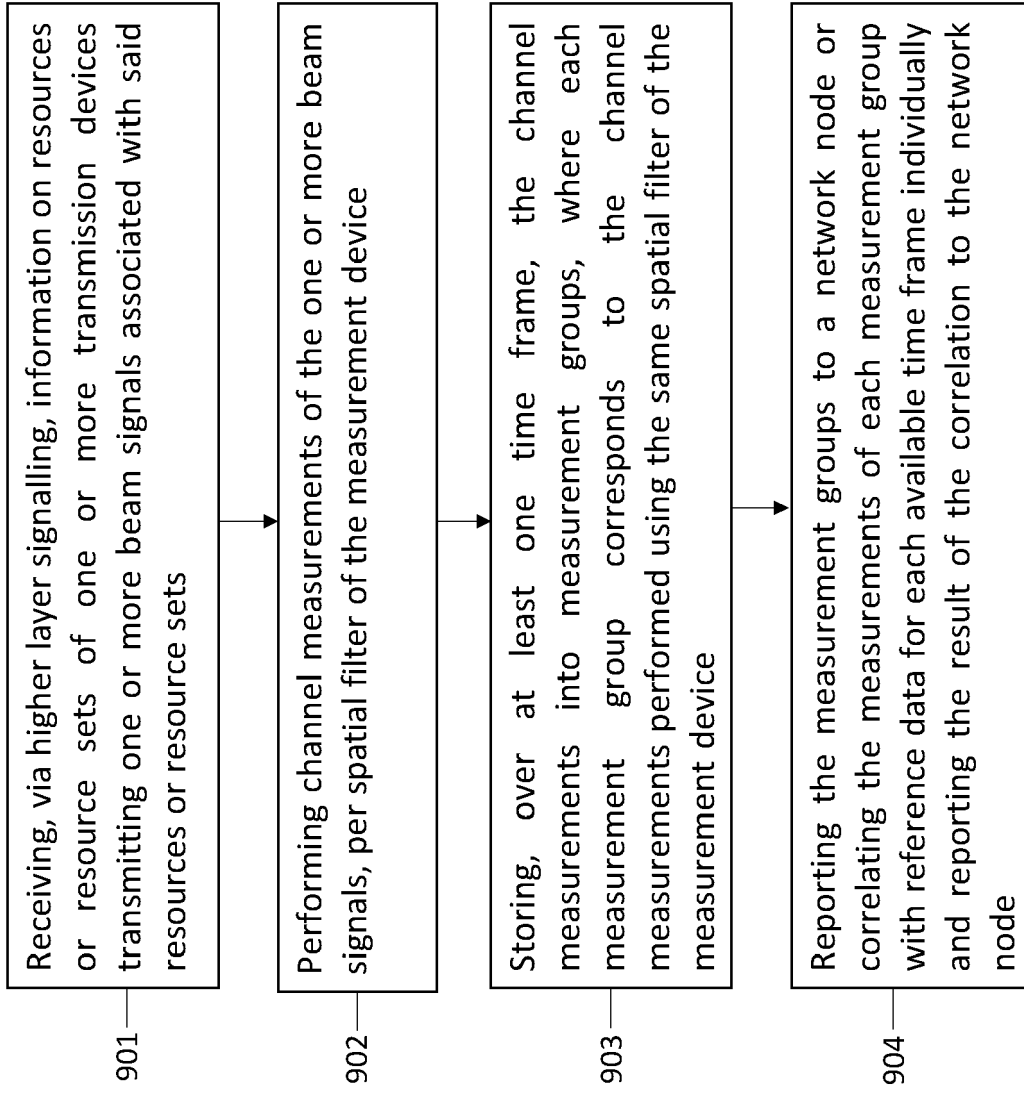 901
Receiving, via higher layer signalling, information on resources
or resource sets of one or more transmission devices
transmitting one or more beam signals associated with said
resources or resource sets
902
Performing channel measurements of the one or more beam
signals, per spatial filter of the measurement device
903
Storing, over at least one time frame, the channel
measurements into measurement groups, where each
measurement group corresponds to the channel
measurements performed using the same spatial filter of the
measurement device
904
Reporting the measurement groups to a network node or
correlating the measurements of each measurement group
with reference data for each available time frame individually
and reporting the result of the correlation to the network
node